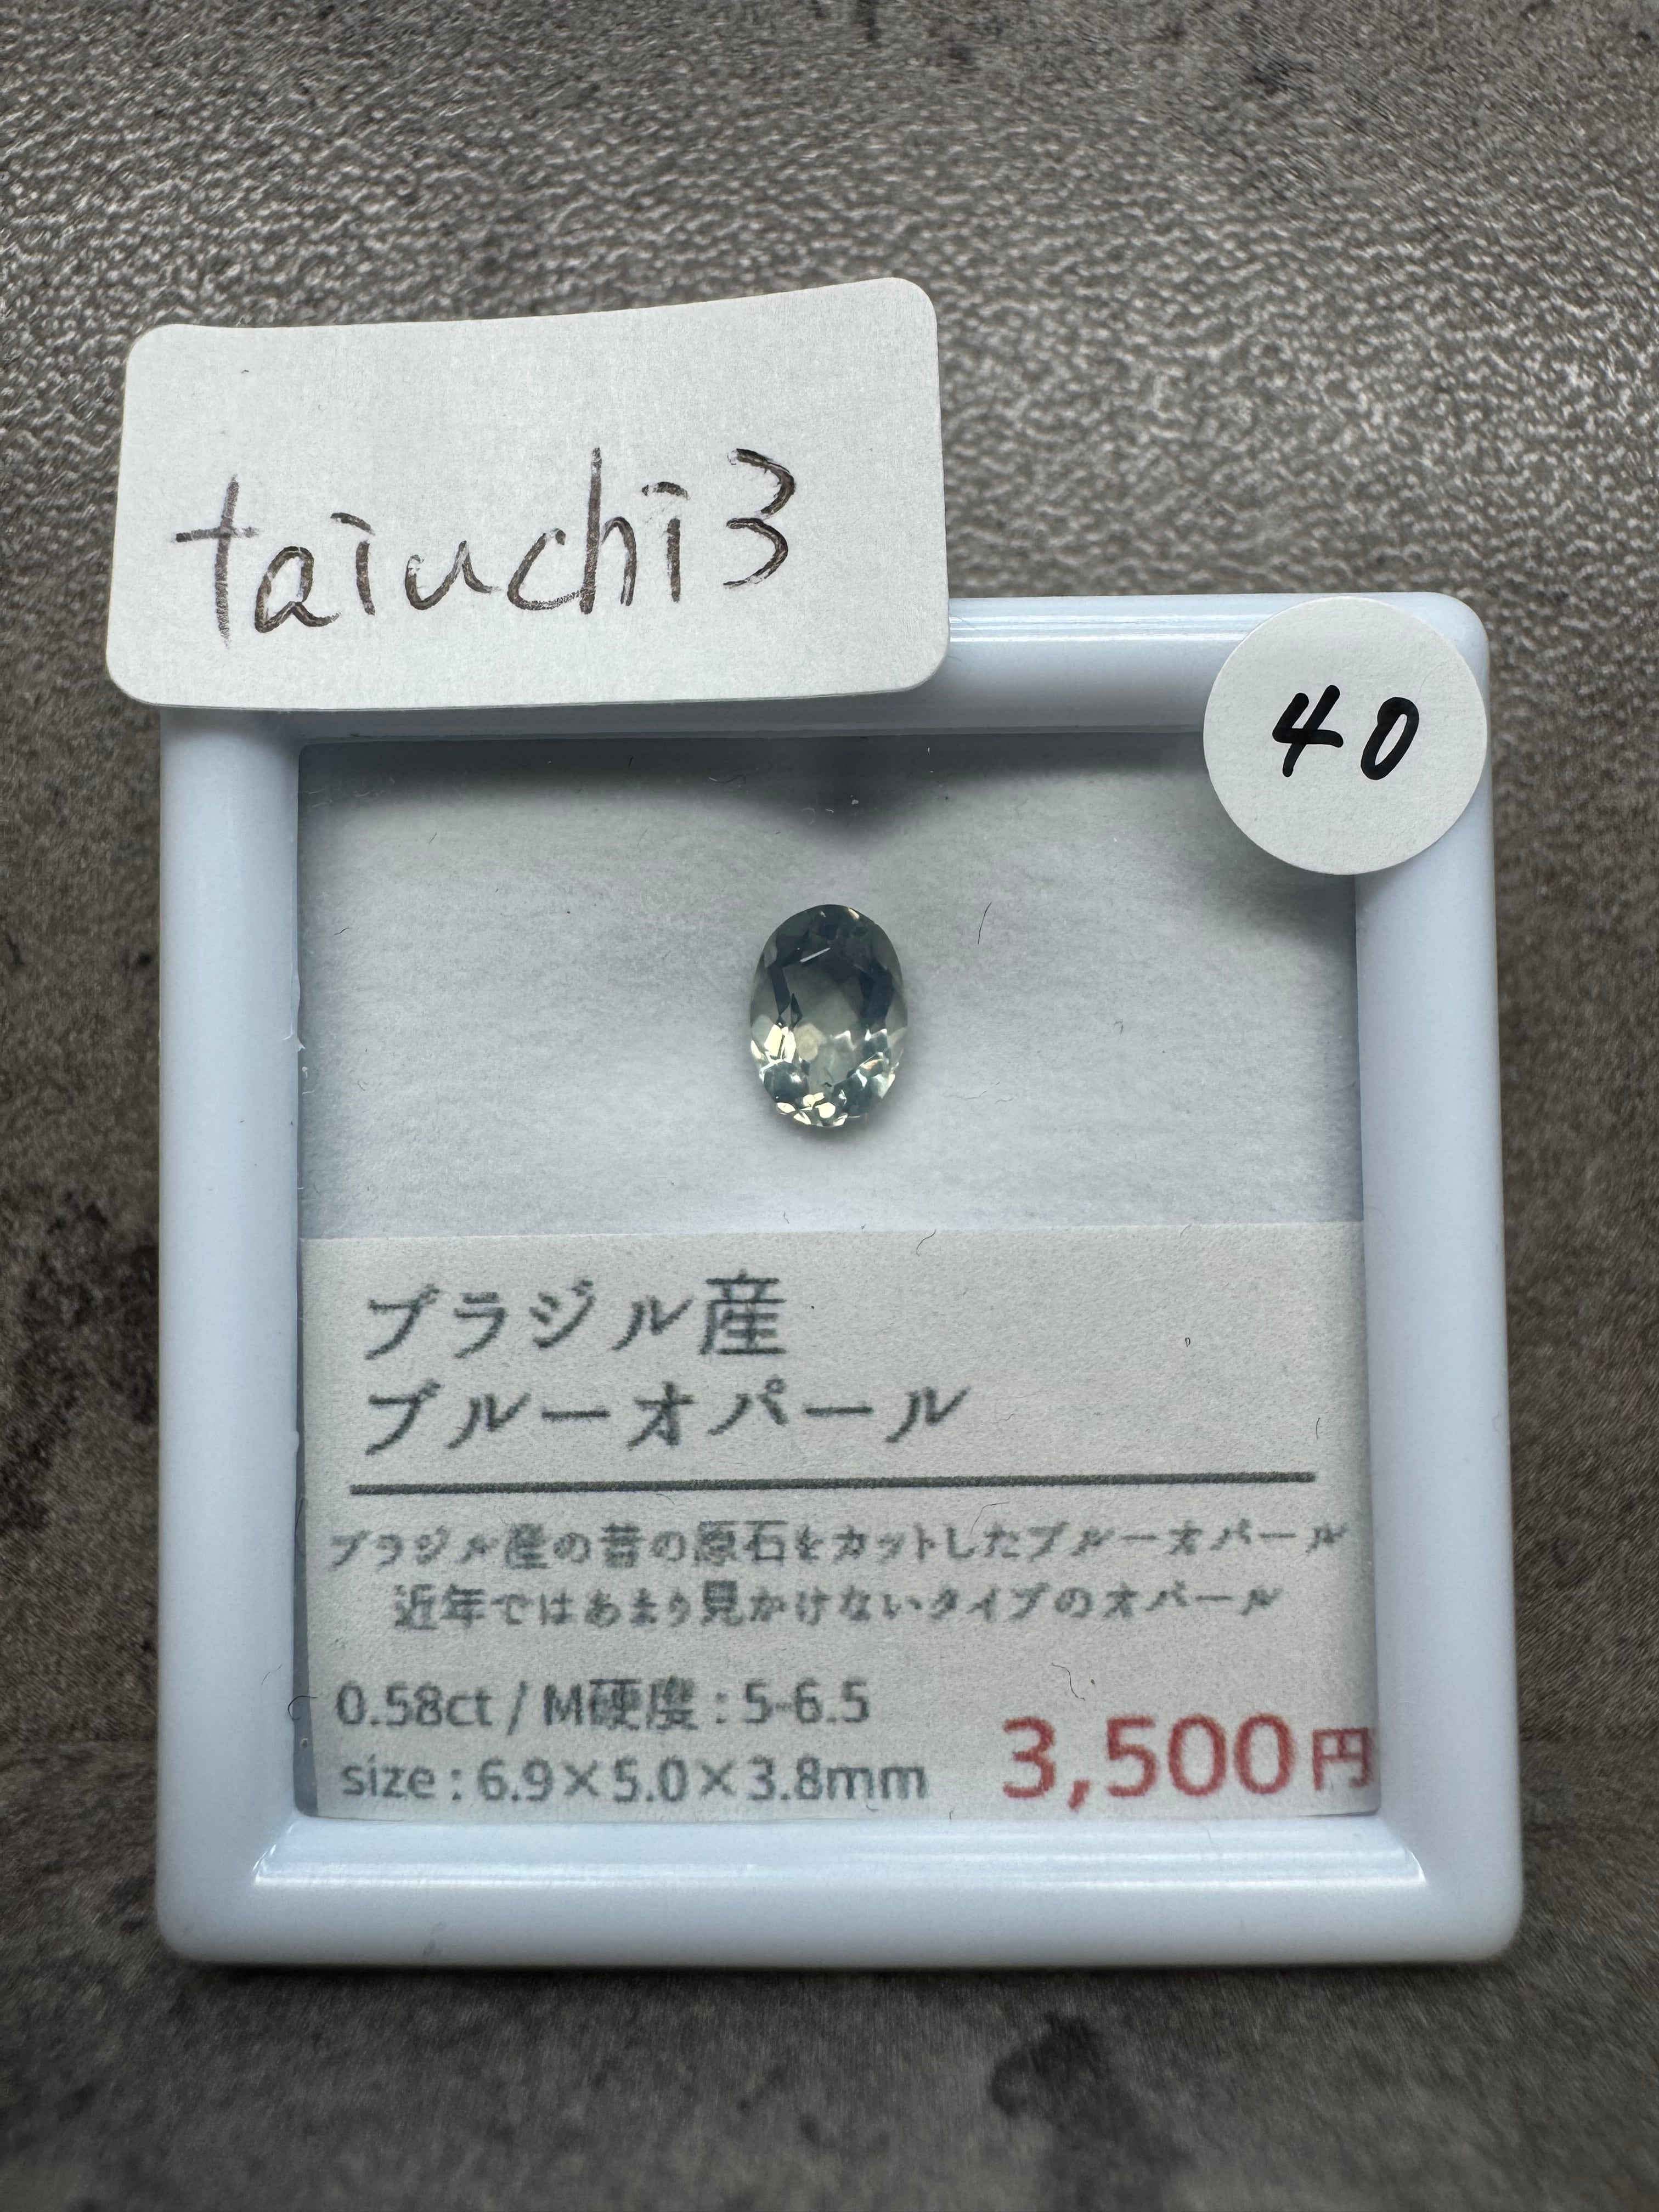 taiuchi3
40
ブラジル産
ブルーオパール
ブラジル産の昔の原石をカットしたブルーオパール
近年ではあまり見かけないタイプのオパール
0.58ct / M硬度 : 5-6.5
size : 6.9×5.0×3.8mm
3,500円